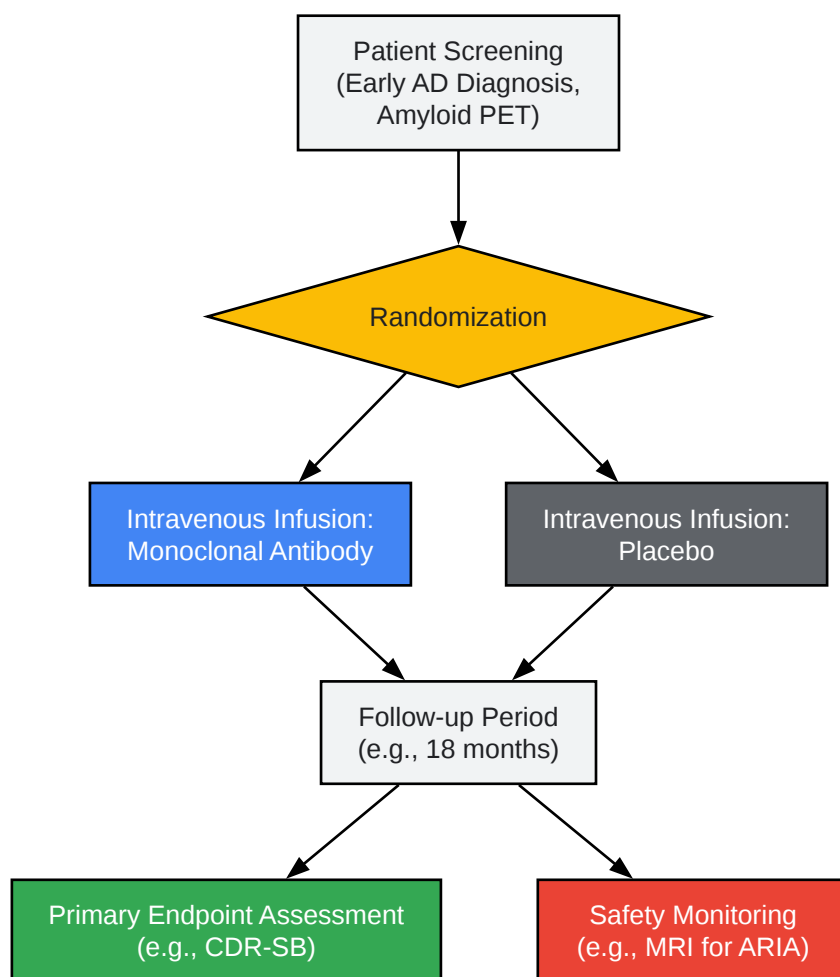 Patient Screening
(Early AD Diagnosis,
Amyloid PET)
Randomization
Intravenous Infusion:
Monoclonal Antibody
Intravenous Infusion:
Placebo
Follow-up Period
(e.g., 18 months)
Primary Endpoint Assessment
(e.g., CDR-SB)
Safety Monitoring
(e.g., MRI for ARIA)